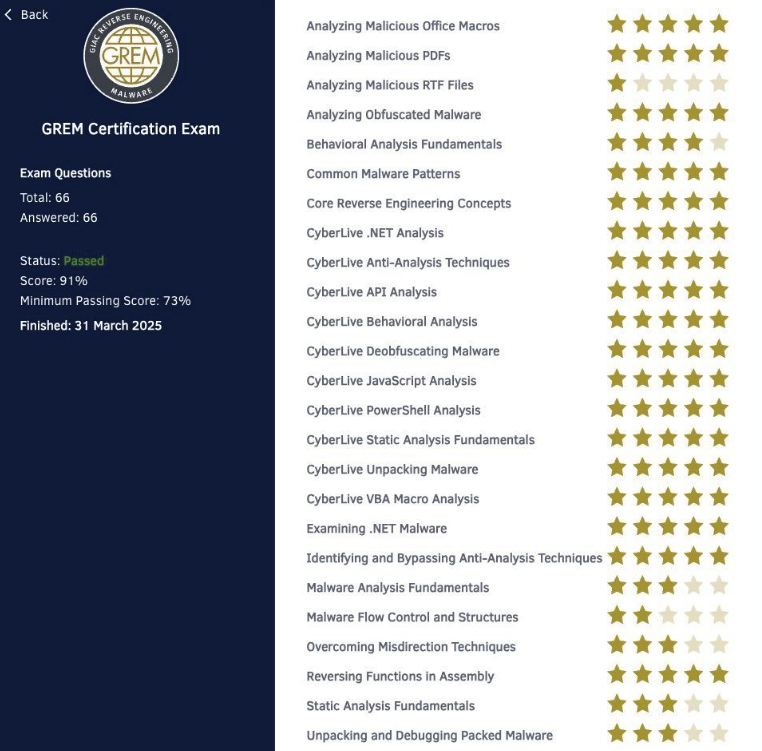 Back
GIAC REVERSE ENGINEERING
GREM
MALWARE
GREM Certification Exam
Exam Questions
Total: 66
Answered: 66
Status: Passed
Score: 91%
Minimum Passing Score: 73%
Finished: 31 March 2025
Analyzing Malicious Office Macros
Analyzing Malicious PDFs
Analyzing Malicious RTF Files
Analyzing Obfuscated Malware
Behavioral Analysis Fundamentals
Common Malware Patterns
Core Reverse Engineering Concepts
CyberLive .NET Analysis
CyberLive Anti-Analysis Techniques
CyberLive API Analysis
CyberLive Behavioral Analysis
CyberLive Deobfuscating Malware
CyberLive JavaScript Analysis
CyberLive PowerShell Analysis
CyberLive Static Analysis Fundamentals
CyberLive Unpacking Malware
CyberLive VBA Macro Analysis
Examining .NET Malware
Identifying and Bypassing Anti-Analysis Techniques
Malware Analysis Fundamentals
Malware Flow Control and Structures
Overcoming Misdirection Techniques
Reversing Functions in Assembly
Static Analysis Fundamentals
Unpacking and Debugging Packed Malware